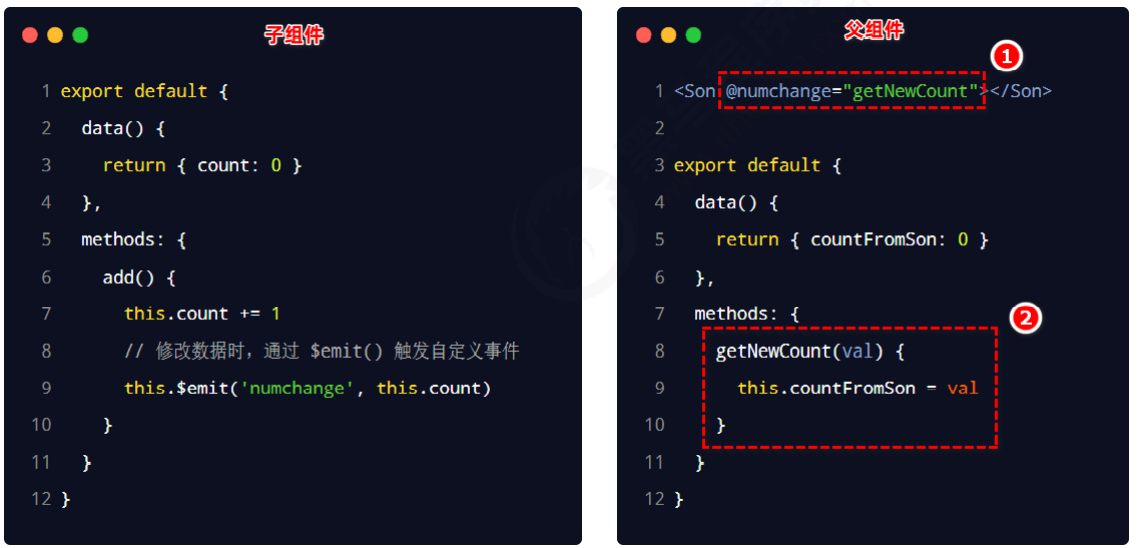 子组件
1 export default {
2   data() {
3     return { count: 0 }
4   },
5   methods: {
6     add() {
7       this.count += 1
8       // 修改数据时，通过 $emit() 触发自定义事件
9       this.$emit('numchange', this.count)
10     }
11   }
12 }
父组件
1
1 <Son @numchange="getNewCount"></Son>
2
3 export default {
4   data() {
5     return { countFromSon: 0 }
6   },
7   methods: {
2
8     getNewCount(val) {
9       this.countFromSon = val
10     }
11   }
12 }